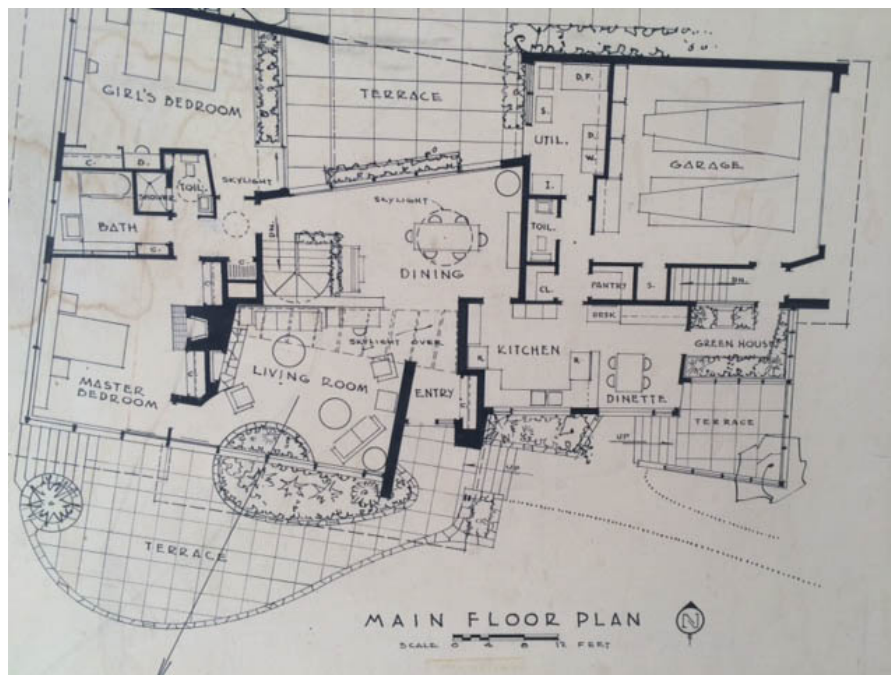 GIRL'S BEDROOM
TERRACE
D.F.
S.
UTIL.
D.
W.
GARAGE
C.
D.
TOIL.
SKYLIGHT
SHOWER
I.
BATH
SKYLIGHT
TOIL.
C.
DN.
DINING
C.
C.
CL.
PANTRY
S.
DN.
DESK
SKYLIGHT OVER
KITCHEN
GREEN HOUSE
R.
R.
LIVING ROOM
MASTER
BEDROOM
C.
ENTRY
C.
DINETTE
TERRACE
UP
UP
TERRACE
MAIN FLOOR PLAN
N
SCALE 0 4 8 12 FEET